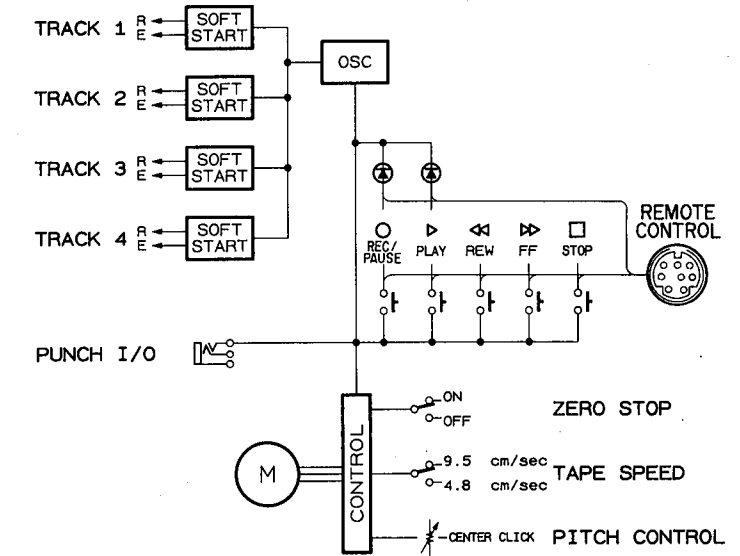 TRACK 1 R E SOFT START
OSC
TRACK 2 R E SOFT START
TRACK 3 R E SOFT START
TRACK 4 R E SOFT START
REMOTE CONTROL
REC/PAUSE PLAY REW FF STOP
PUNCH I/O
CONTROL
M
ON
OFF
ZERO STOP
9.5 cm/sec
4.8 cm/sec
TAPE SPEED
CENTER CLICK
PITCH CONTROL